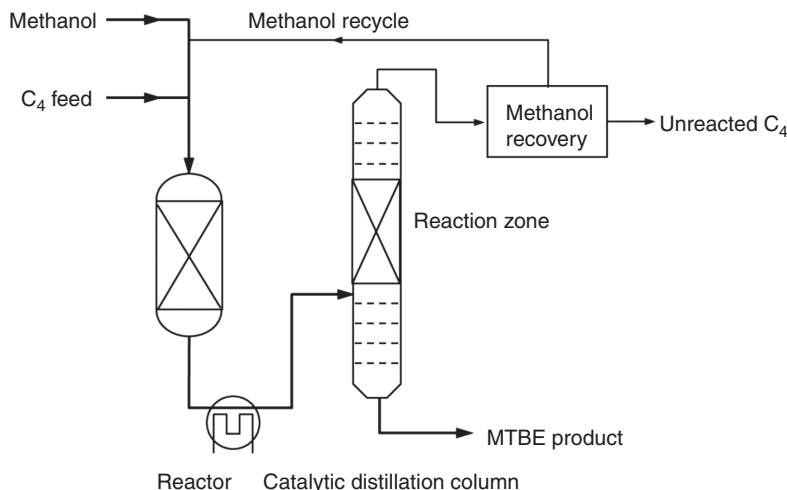 Methanol
Methanol recycle
C₄ feed
Methanol
recovery
Unreacted C₄
Reaction zone
MTBE product
Reactor
Catalytic distillation column